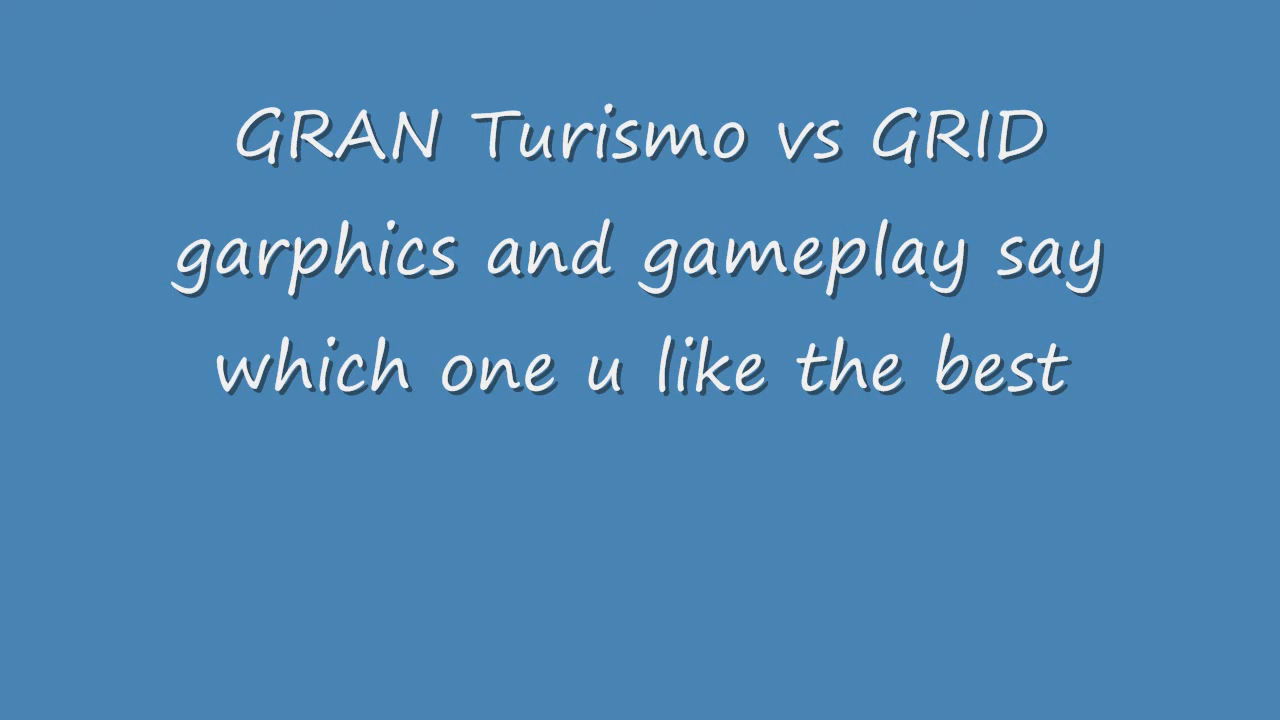 GRAN Turismo vs GRID
garphics and gameplay say
which one u like the best